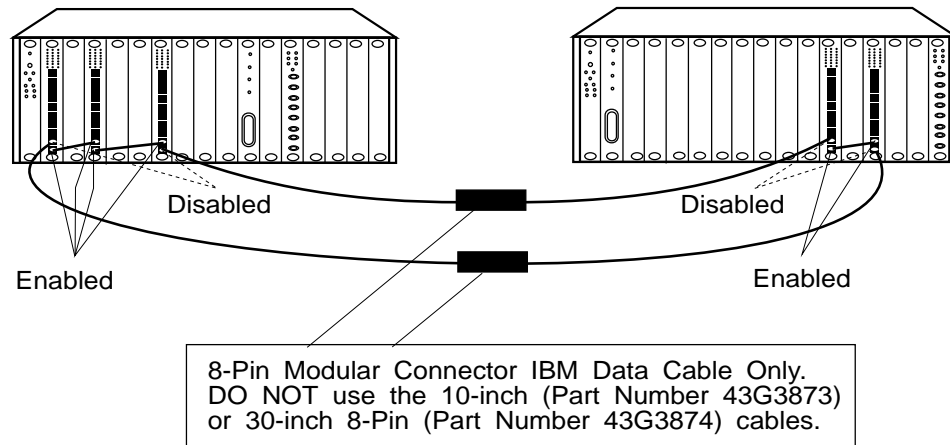 Disabled
Disabled
Enabled
Enabled
8-Pin Modular Connector IBM Data Cable Only.
DO NOT use the 10-inch (Part Number 43G3873)
or 30-inch 8-Pin (Part Number 43G3874) cables.